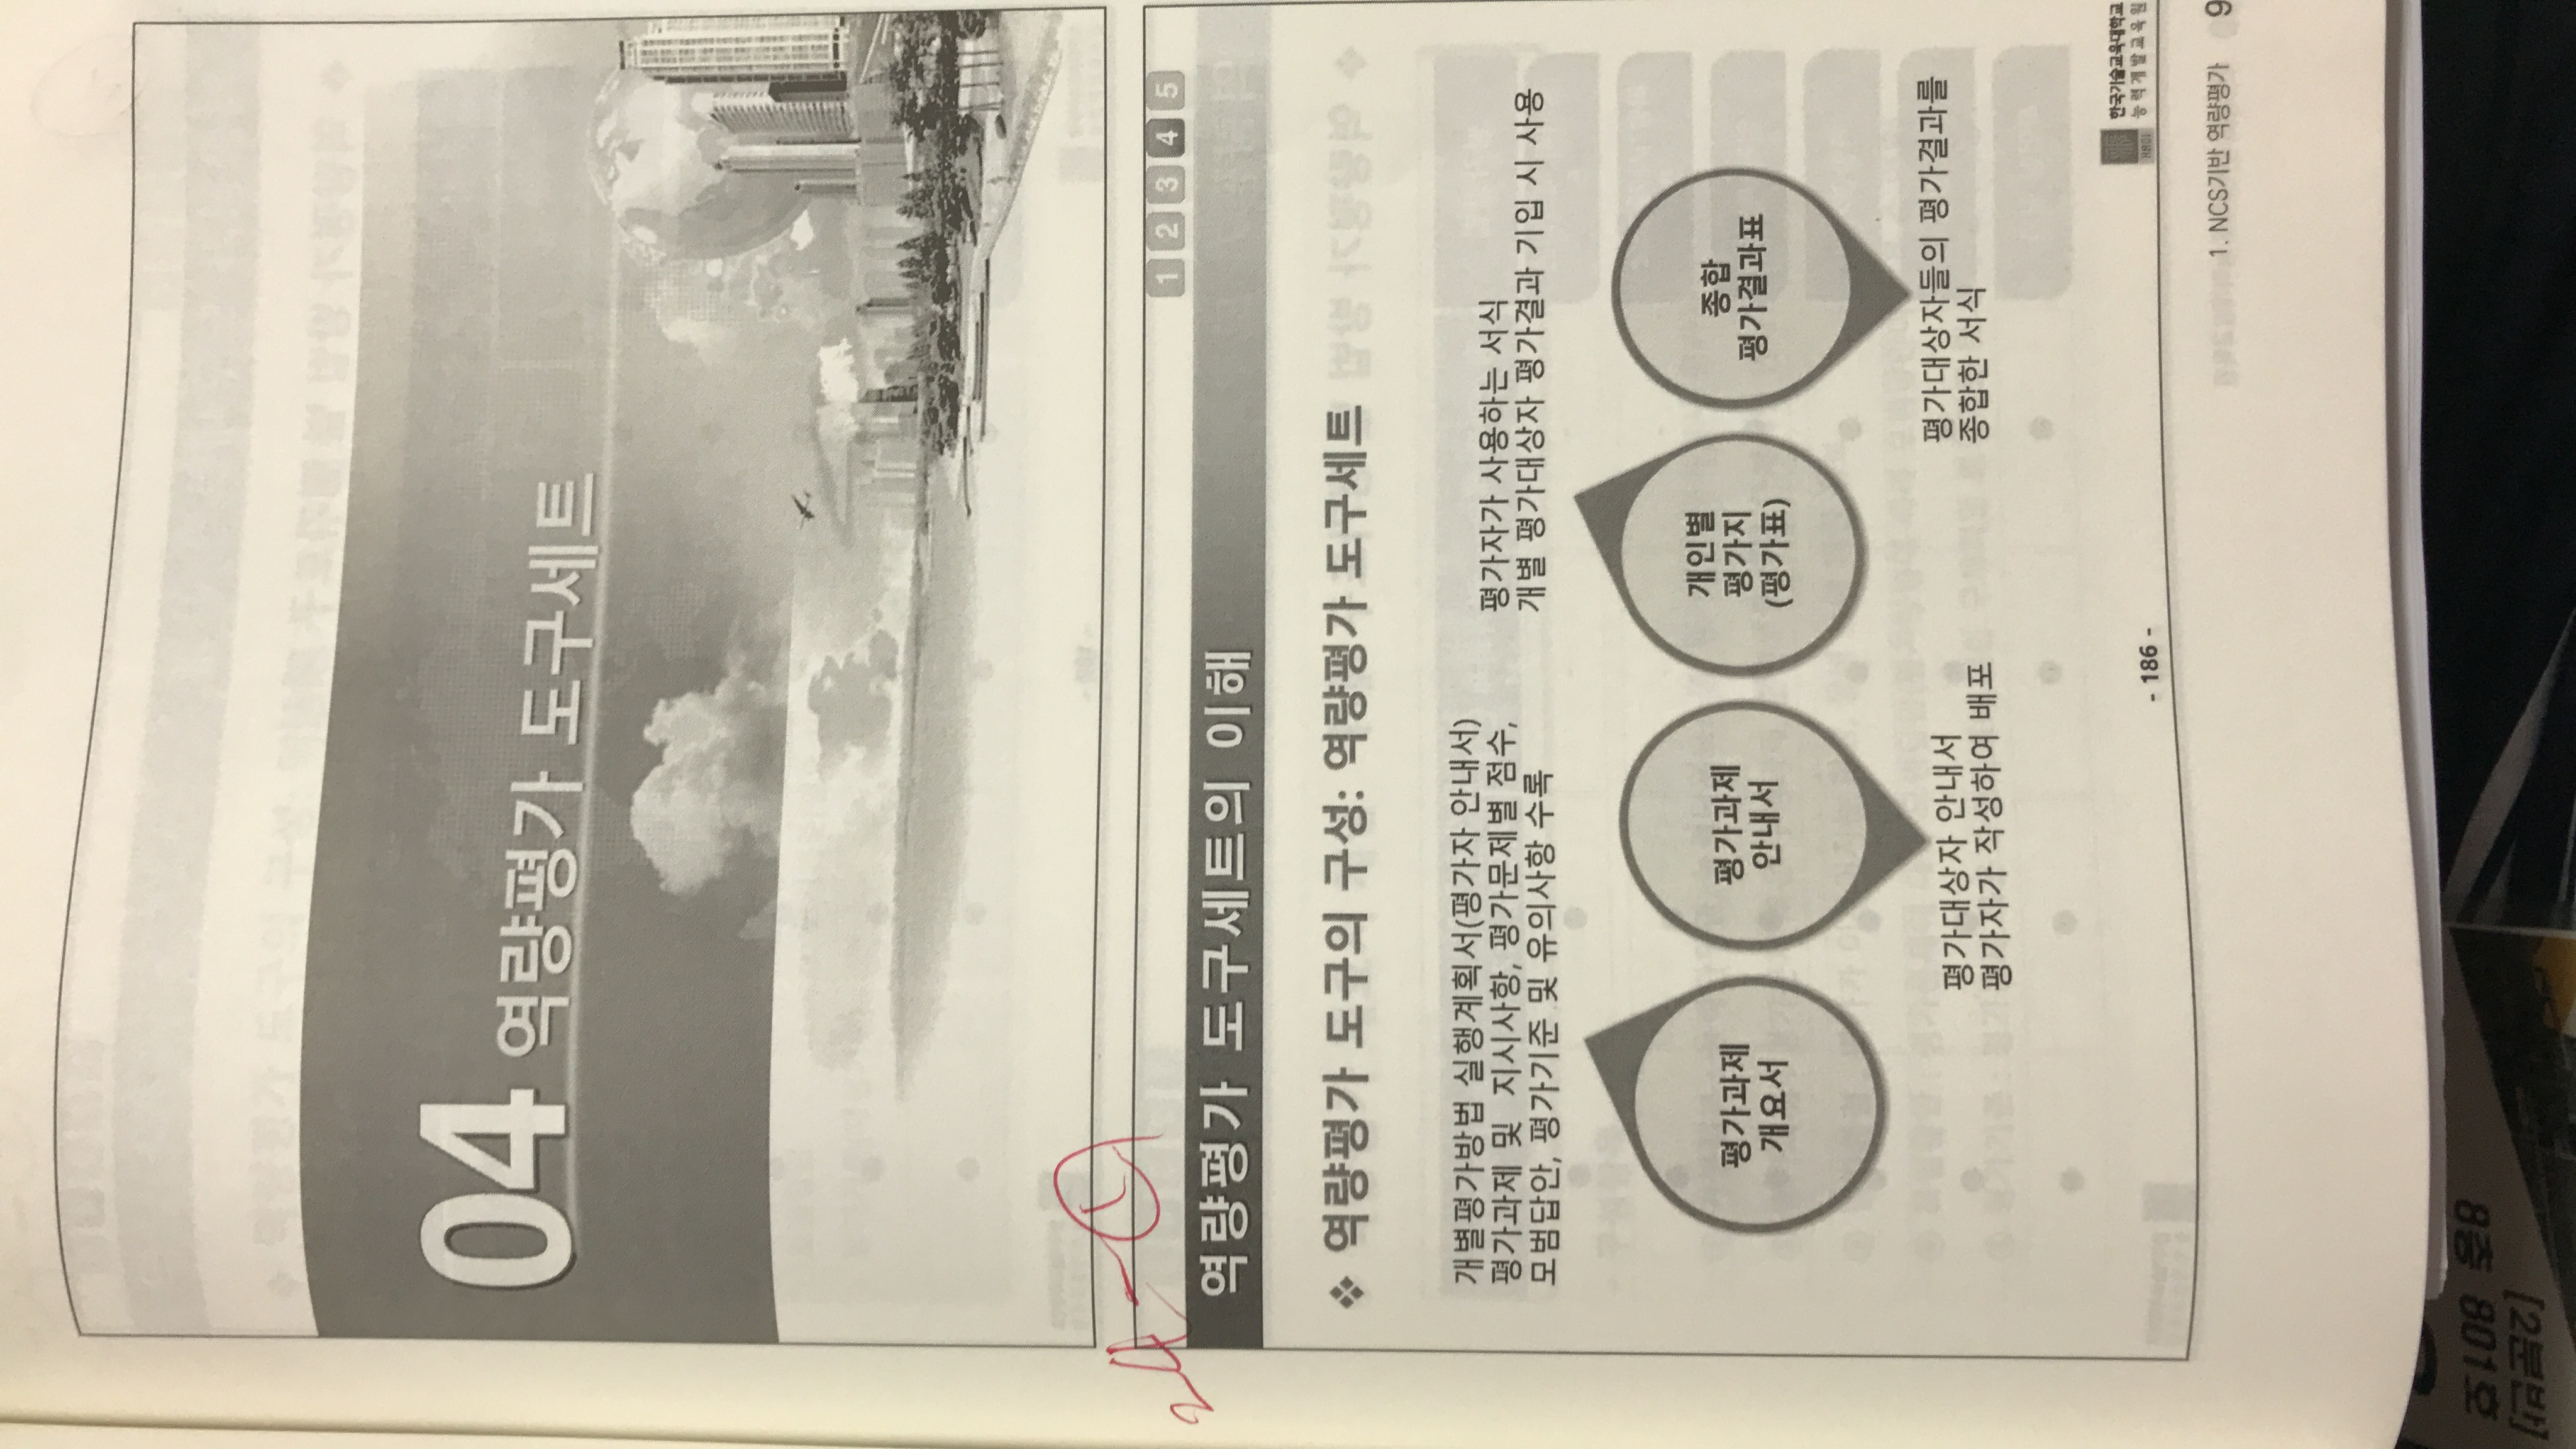 04 역량평가 도구세트
24-①
1 2 3 4 5
역량평가 도구세트의 이해
❖ 역량평가 도구의 구성: 역량평가 도구세트
개별평가방법 실행계획서(평가자 안내서)
평가과제 및 지시사항, 평가문제별 점수,
모범답안, 평가기준 및 유의사항 수록
평가자가 사용하는 서식
개별 평가대상자 평가결과 기입 시 사용
평가과제
개요서
평가과제
안내서
개인별
평가지
(평가표)
종합
평가결과표
평가대상자 안내서
평가자가 작성하여 배포
평가대상자들의 평가결과를
종합한 서식
- 186 -
HRDI
한국기술교육대학교
능력개발교육원
1. NCS기반 역량평가 9
8층 801호
[2분반]